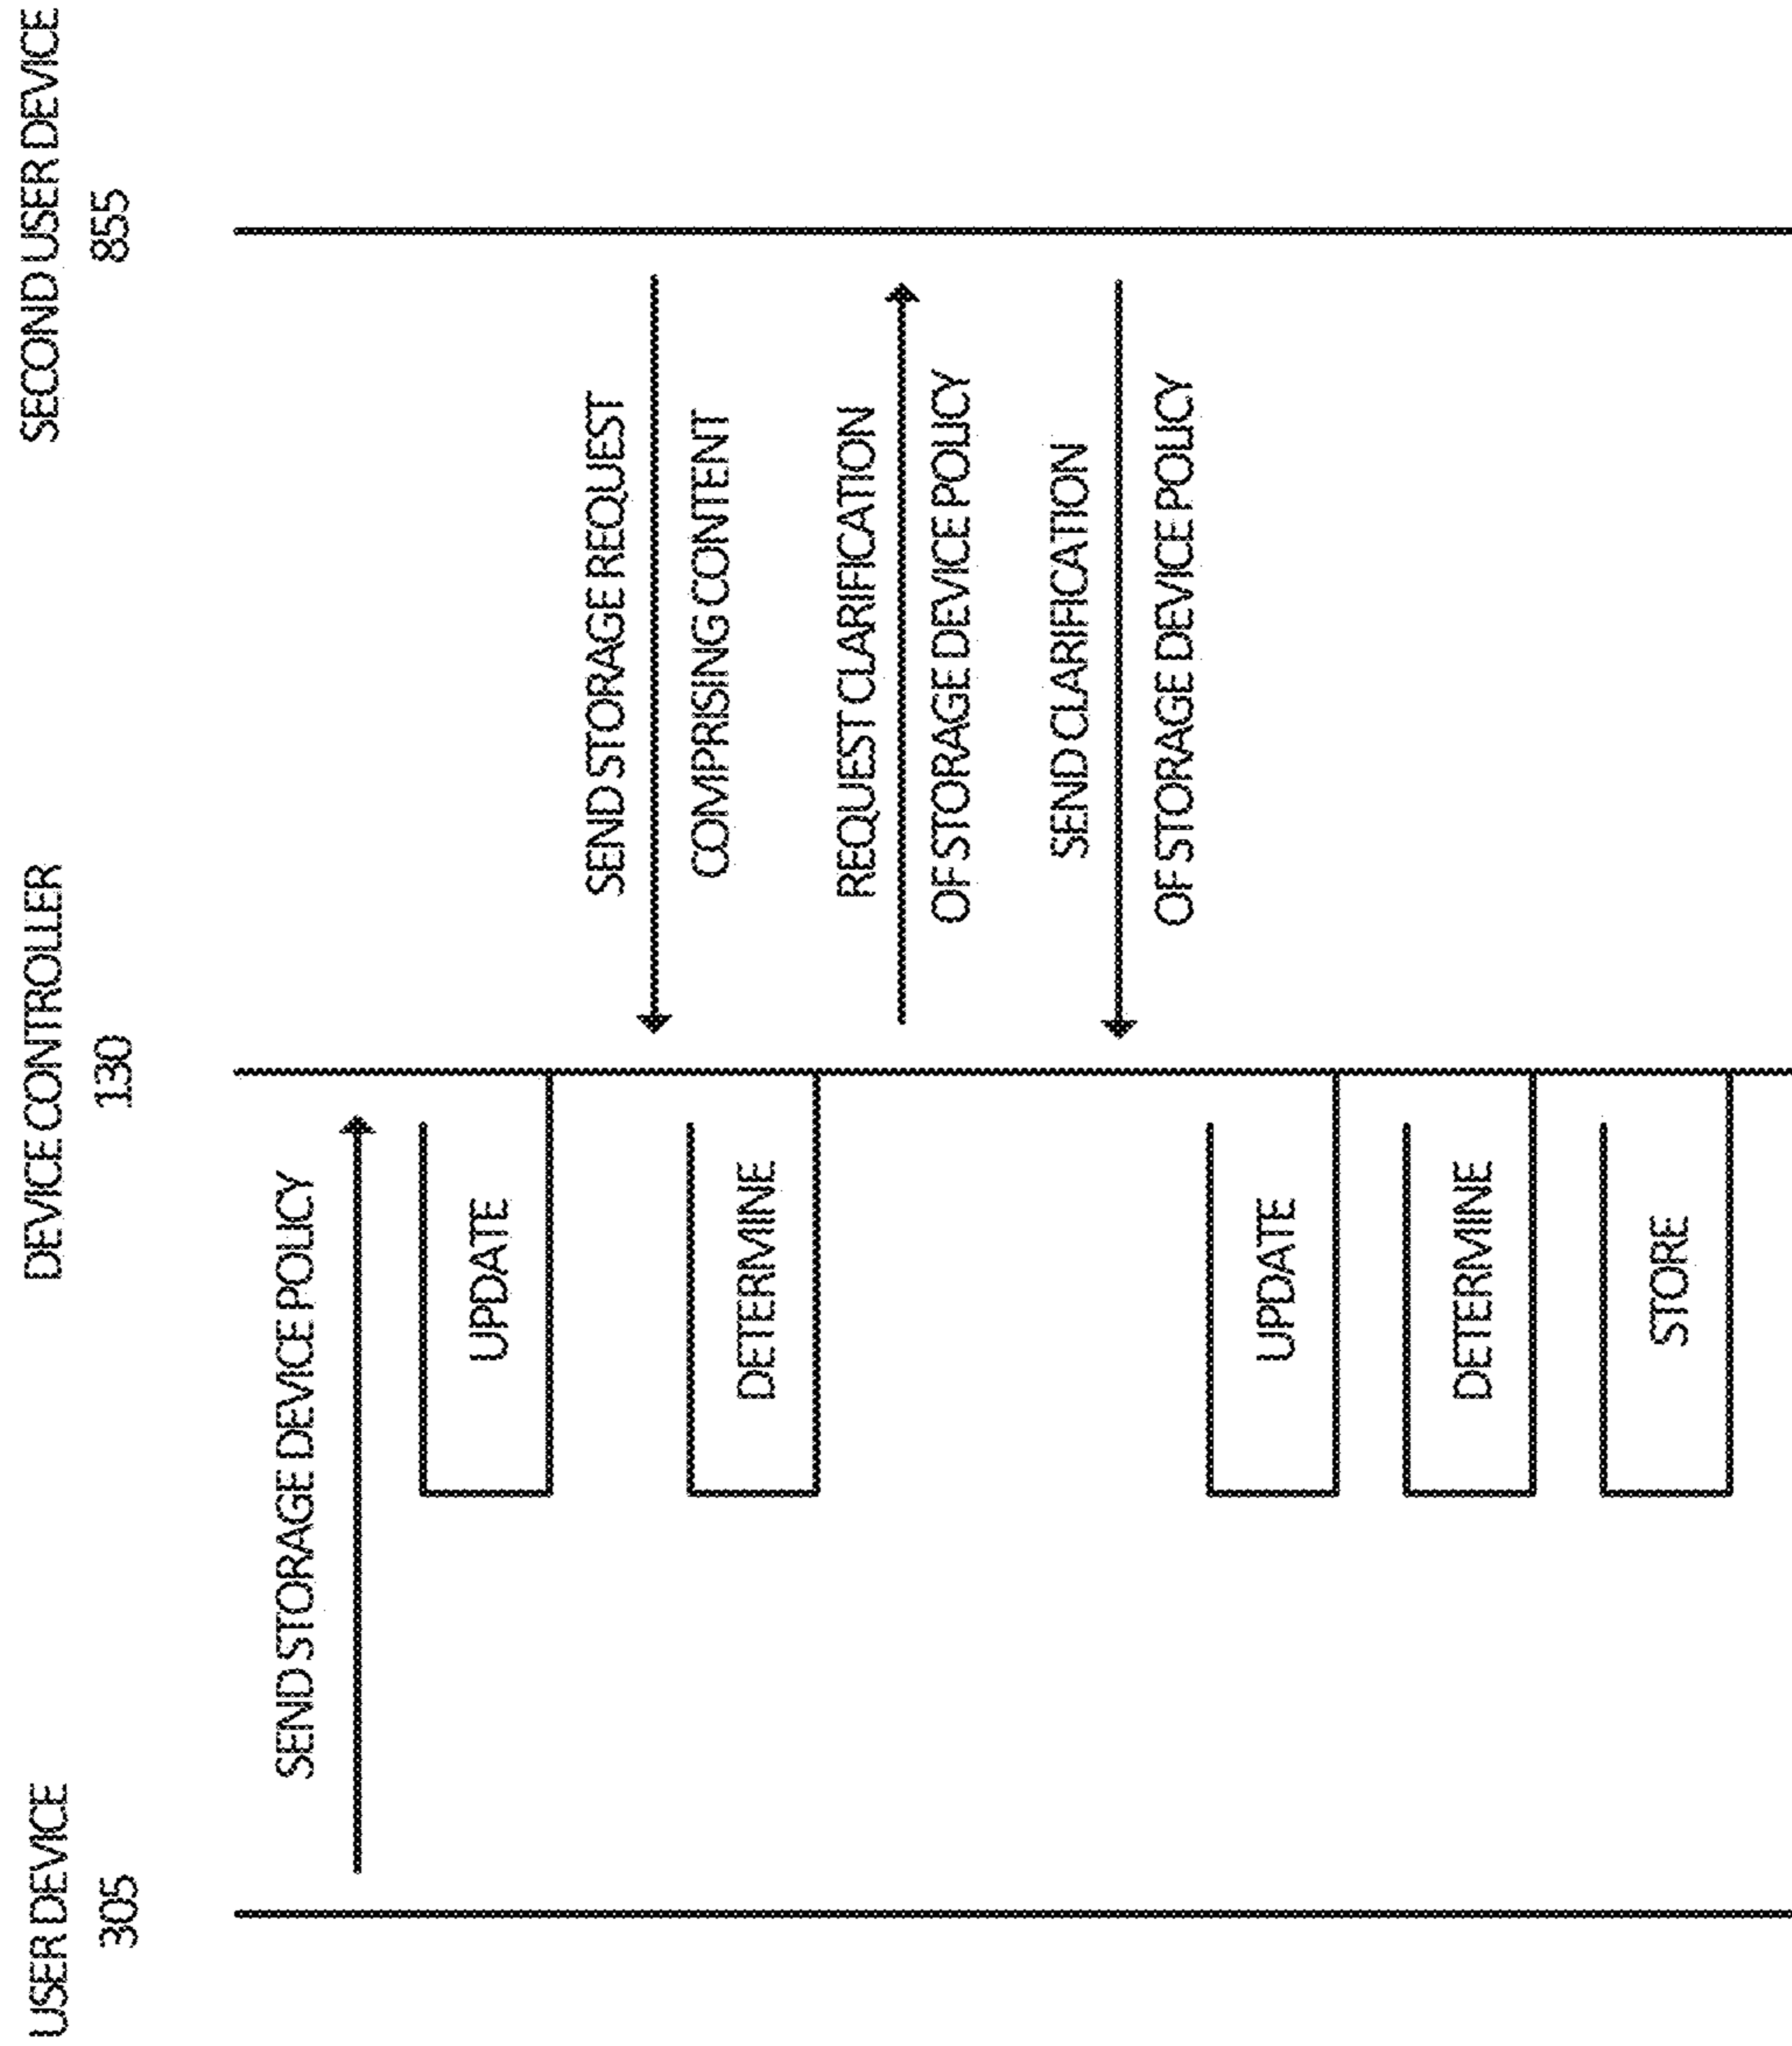 USER DEVICE
305
DEVICE CONTROLLER
130
SECOND USER DEVICE
855
SEND STORAGE DEVICE POLICY
UPDATE
SEND STORAGE REQUEST
COMPRISING CONTENT
DETERMINE
REQUEST CLARIFICATION
OF STORAGE DEVICE POLICY
SEND CLARIFICATION
OF STORAGE DEVICE POLICY
UPDATE
DETERMINE
STORE